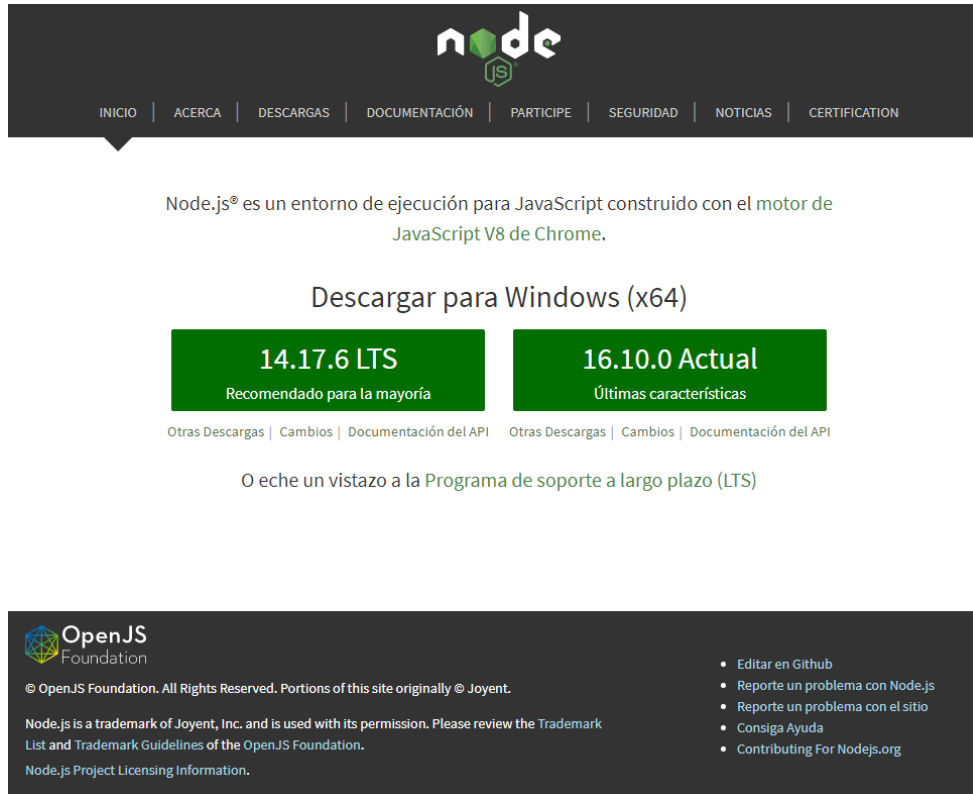 node
JS
INICIO | ACERCA | DESCARGAS | DOCUMENTACIÓN | PARTICIPE | SEGURIDAD | NOTICIAS | CERTIFICATION
Node.js® es un entorno de ejecución para JavaScript construido con el motor de
JavaScript V8 de Chrome.
Descargar para Windows (x64)
14.17.6 LTS
Recomendado para la mayoría
Otras Descargas | Cambios | Documentación del API
16.10.0 Actual
Últimas características
Otras Descargas | Cambios | Documentación del API
O eche un vistazo a la Programa de soporte a largo plazo (LTS)
OpenJS
Foundation
© OpenJS Foundation. All Rights Reserved. Portions of this site originally © Joyent.
Node.js is a trademark of Joyent, Inc. and is used with its permission. Please review the Trademark
List and Trademark Guidelines of the OpenJS Foundation.
Node.js Project Licensing Information.
Editar en Github
Reporte un problema con Node.js
Reporte un problema con el sitio
Consiga Ayuda
Contributing For Nodejs.org